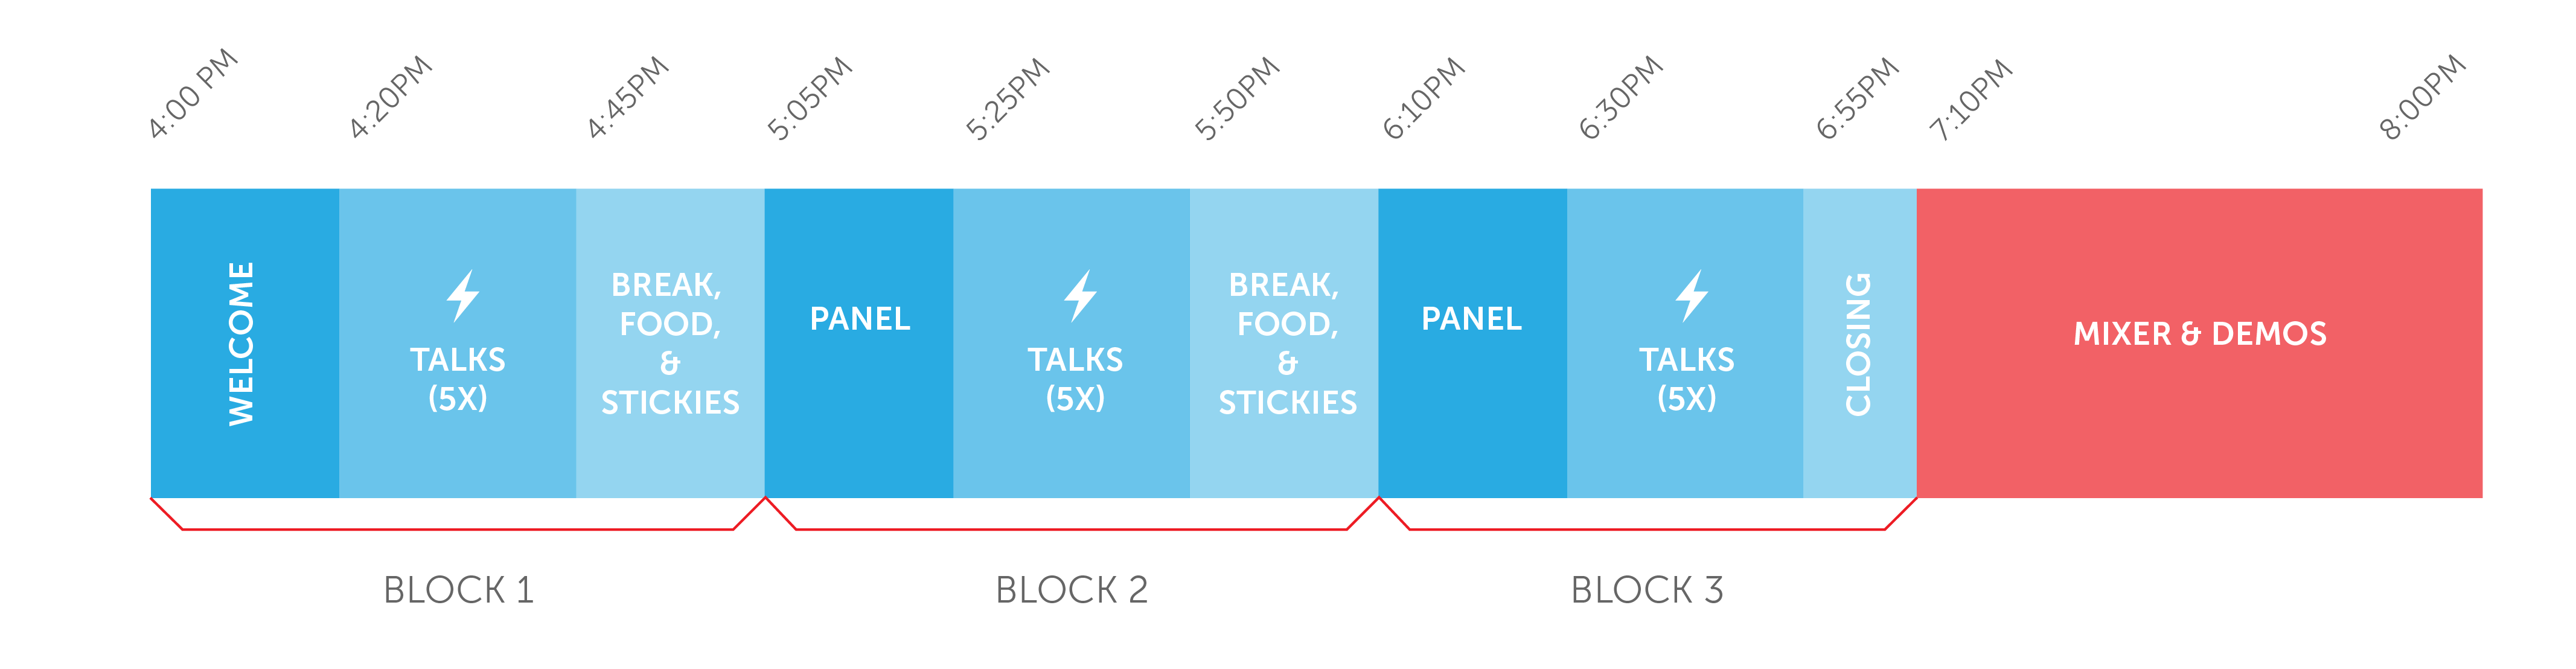 4:00 PM
4:20PM
4:45PM
5:05PM
5:25PM
5:50PM
6:10PM
6:30PM
6:55PM
7:10PM
8:00PM
WELCOME
TALKS
(5X)
BREAK,
FOOD,
&
STICKIES
PANEL
TALKS
(5X)
BREAK,
FOOD,
&
STICKIES
PANEL
TALKS
(5X)
CLOSING
MIXER & DEMOS
BLOCK 1
BLOCK 2
BLOCK 3